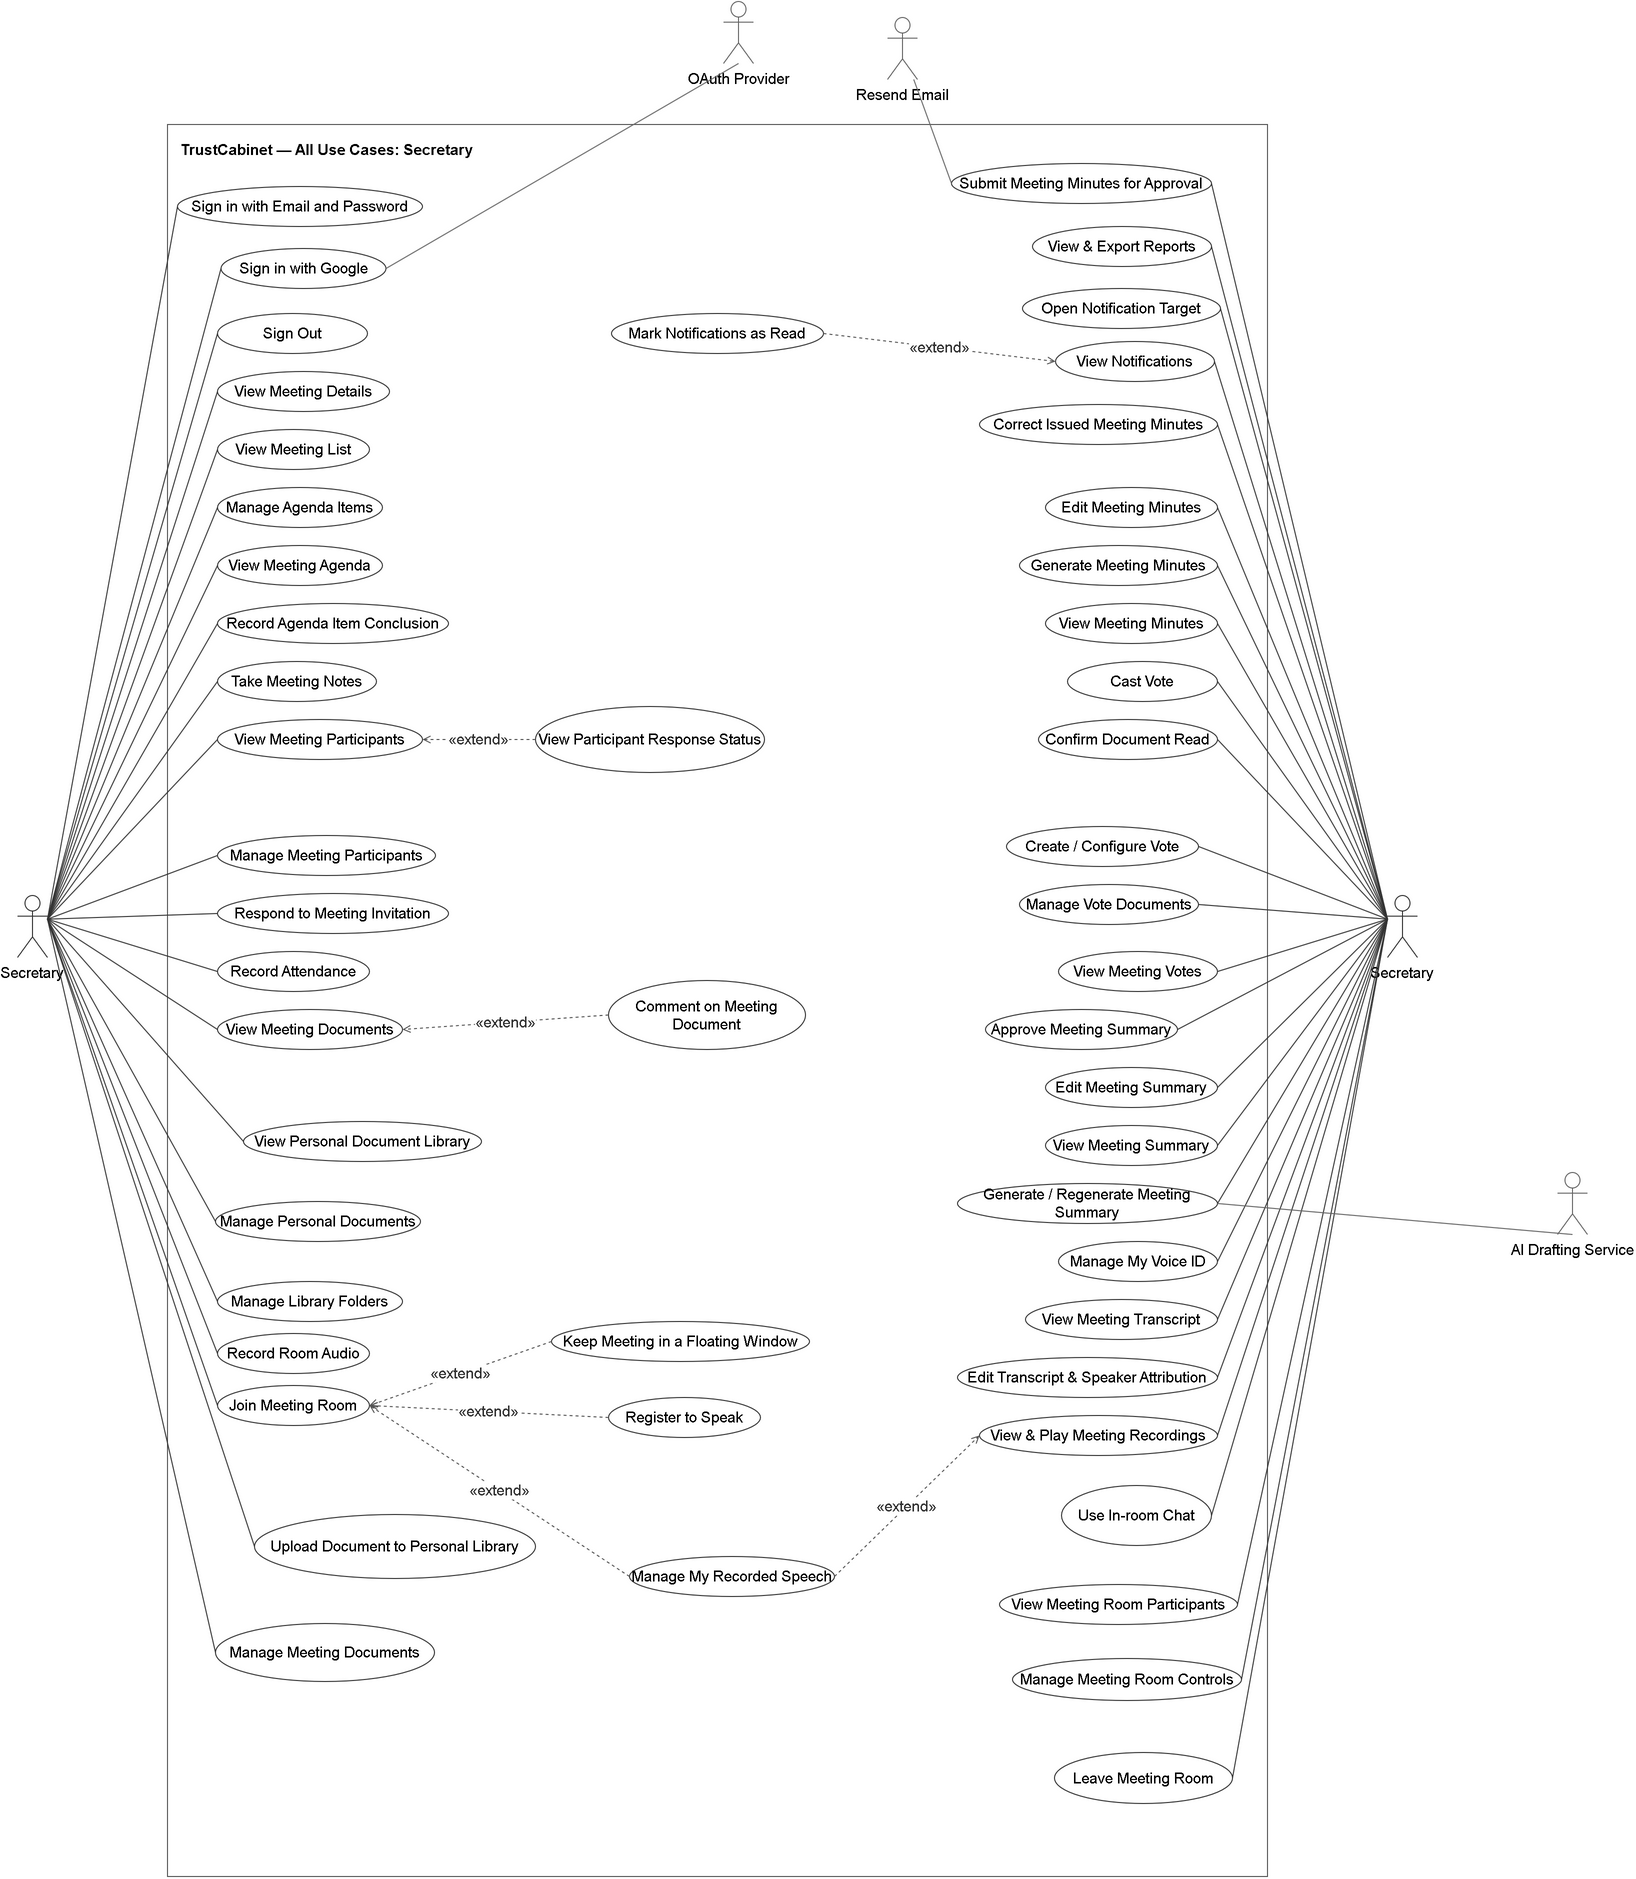 OAuth Provider
Resend Email
TrustCabinet — All Use Cases: Secretary
Submit Meeting Minutes for Approval
Sign in with Email and Password
View & Export Reports
Sign in with Google
Open Notification Target
Sign Out
Mark Notifications as Read
«extend»
View Notifications
View Meeting Details
Correct Issued Meeting Minutes
View Meeting List
Manage Agenda Items
Edit Meeting Minutes
View Meeting Agenda
Generate Meeting Minutes
Record Agenda Item Conclusion
View Meeting Minutes
Take Meeting Notes
Cast Vote
View Meeting Participants
«extend»
View Participant Response Status
Confirm Document Read
Manage Meeting Participants
Create / Configure Vote
Respond to Meeting Invitation
Manage Vote Documents
Secretary
Record Attendance
View Meeting Votes
Secretary
View Meeting Documents
«extend»
Comment on Meeting
Document
Approve Meeting Summary
Edit Meeting Summary
View Personal Document Library
View Meeting Summary
Manage Personal Documents
Generate / Regenerate Meeting
Summary
AI Drafting Service
Manage My Voice ID
Manage Library Folders
View Meeting Transcript
Record Room Audio
Keep Meeting in a Floating Window
«extend»
Edit Transcript & Speaker Attribution
Join Meeting Room
«extend»
Register to Speak
View & Play Meeting Recordings
«extend»
«extend»
Use In-room Chat
Upload Document to Personal Library
Manage My Recorded Speech
View Meeting Room Participants
Manage Meeting Documents
Manage Meeting Room Controls
Leave Meeting Room